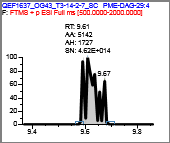 QEF1637_OG43_T3-14-2-7_SC PME-DAG-29:4
F: FTMS + p ESI Full ms [500.0000-2000.0000]
RT: 9.61
AA: 5142
AH: 1727
SN: 4.62E+014
9.67
100
80
60
40
20
0
9.4 9.6 9.8